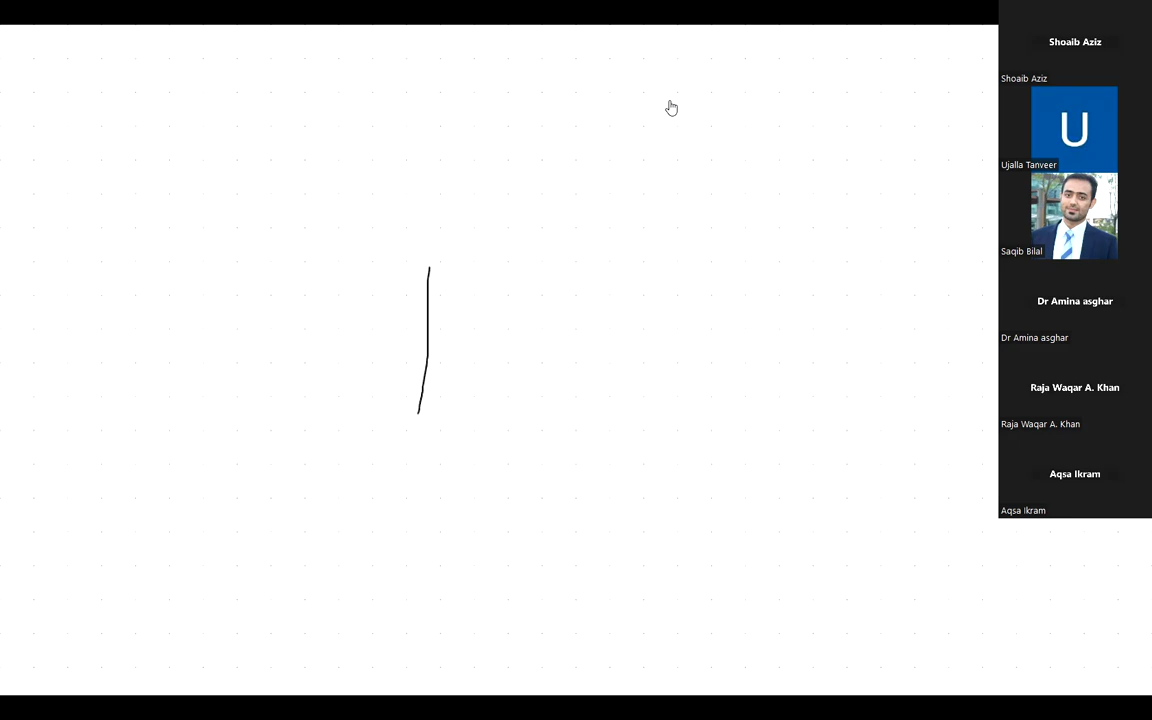 Shoaib Aziz
Shoaib Aziz
U
Ujalla Tanveer
Saqib Bilal
Dr Amina asghar
Dr Amina asghar
Raja Waqar A. Khan
Raja Waqar A. Khan
Aqsa Ikram
Aqsa Ikram